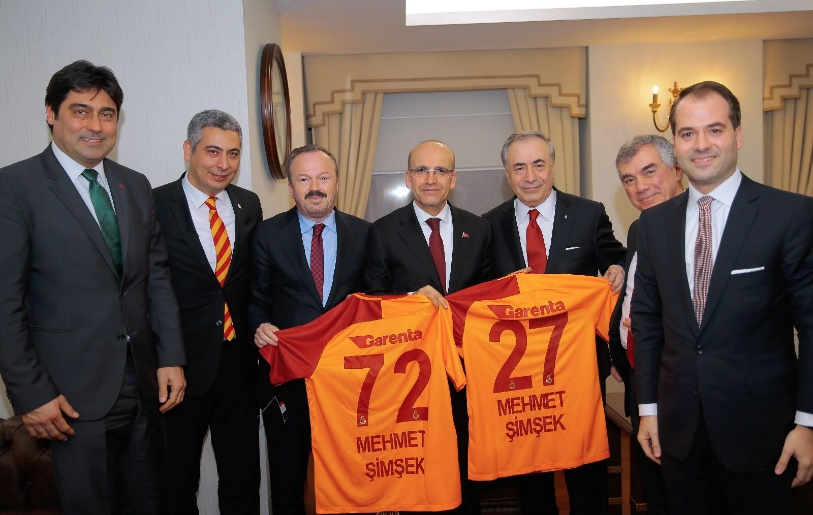 Garenta
72
MEHMET
ŞİMŞEK
Garenta
27
MEHMET
ŞİMŞEK